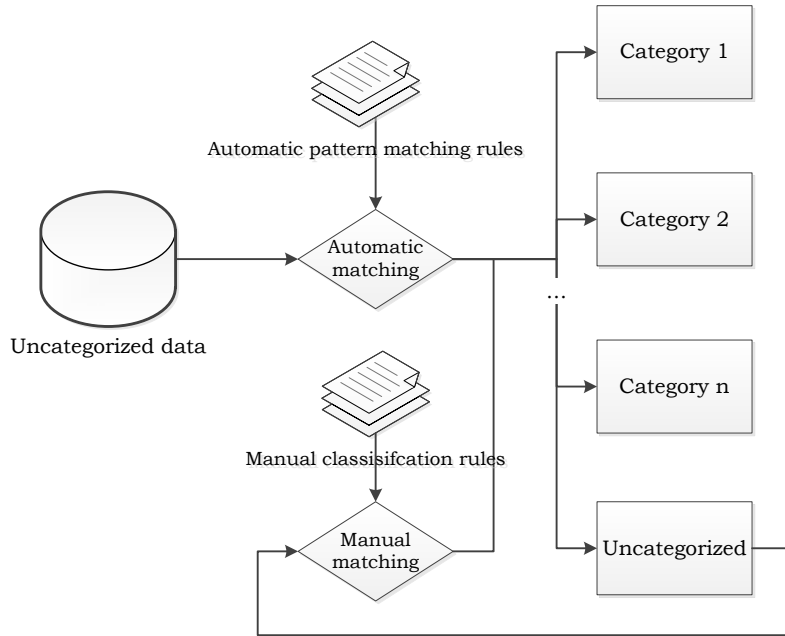 Category 1
Automatic pattern matching rules
Category 2
Automatic
matching
...
Uncategorized data
Category n
Manual classisifcation rules
Manual
matching
Uncategorized